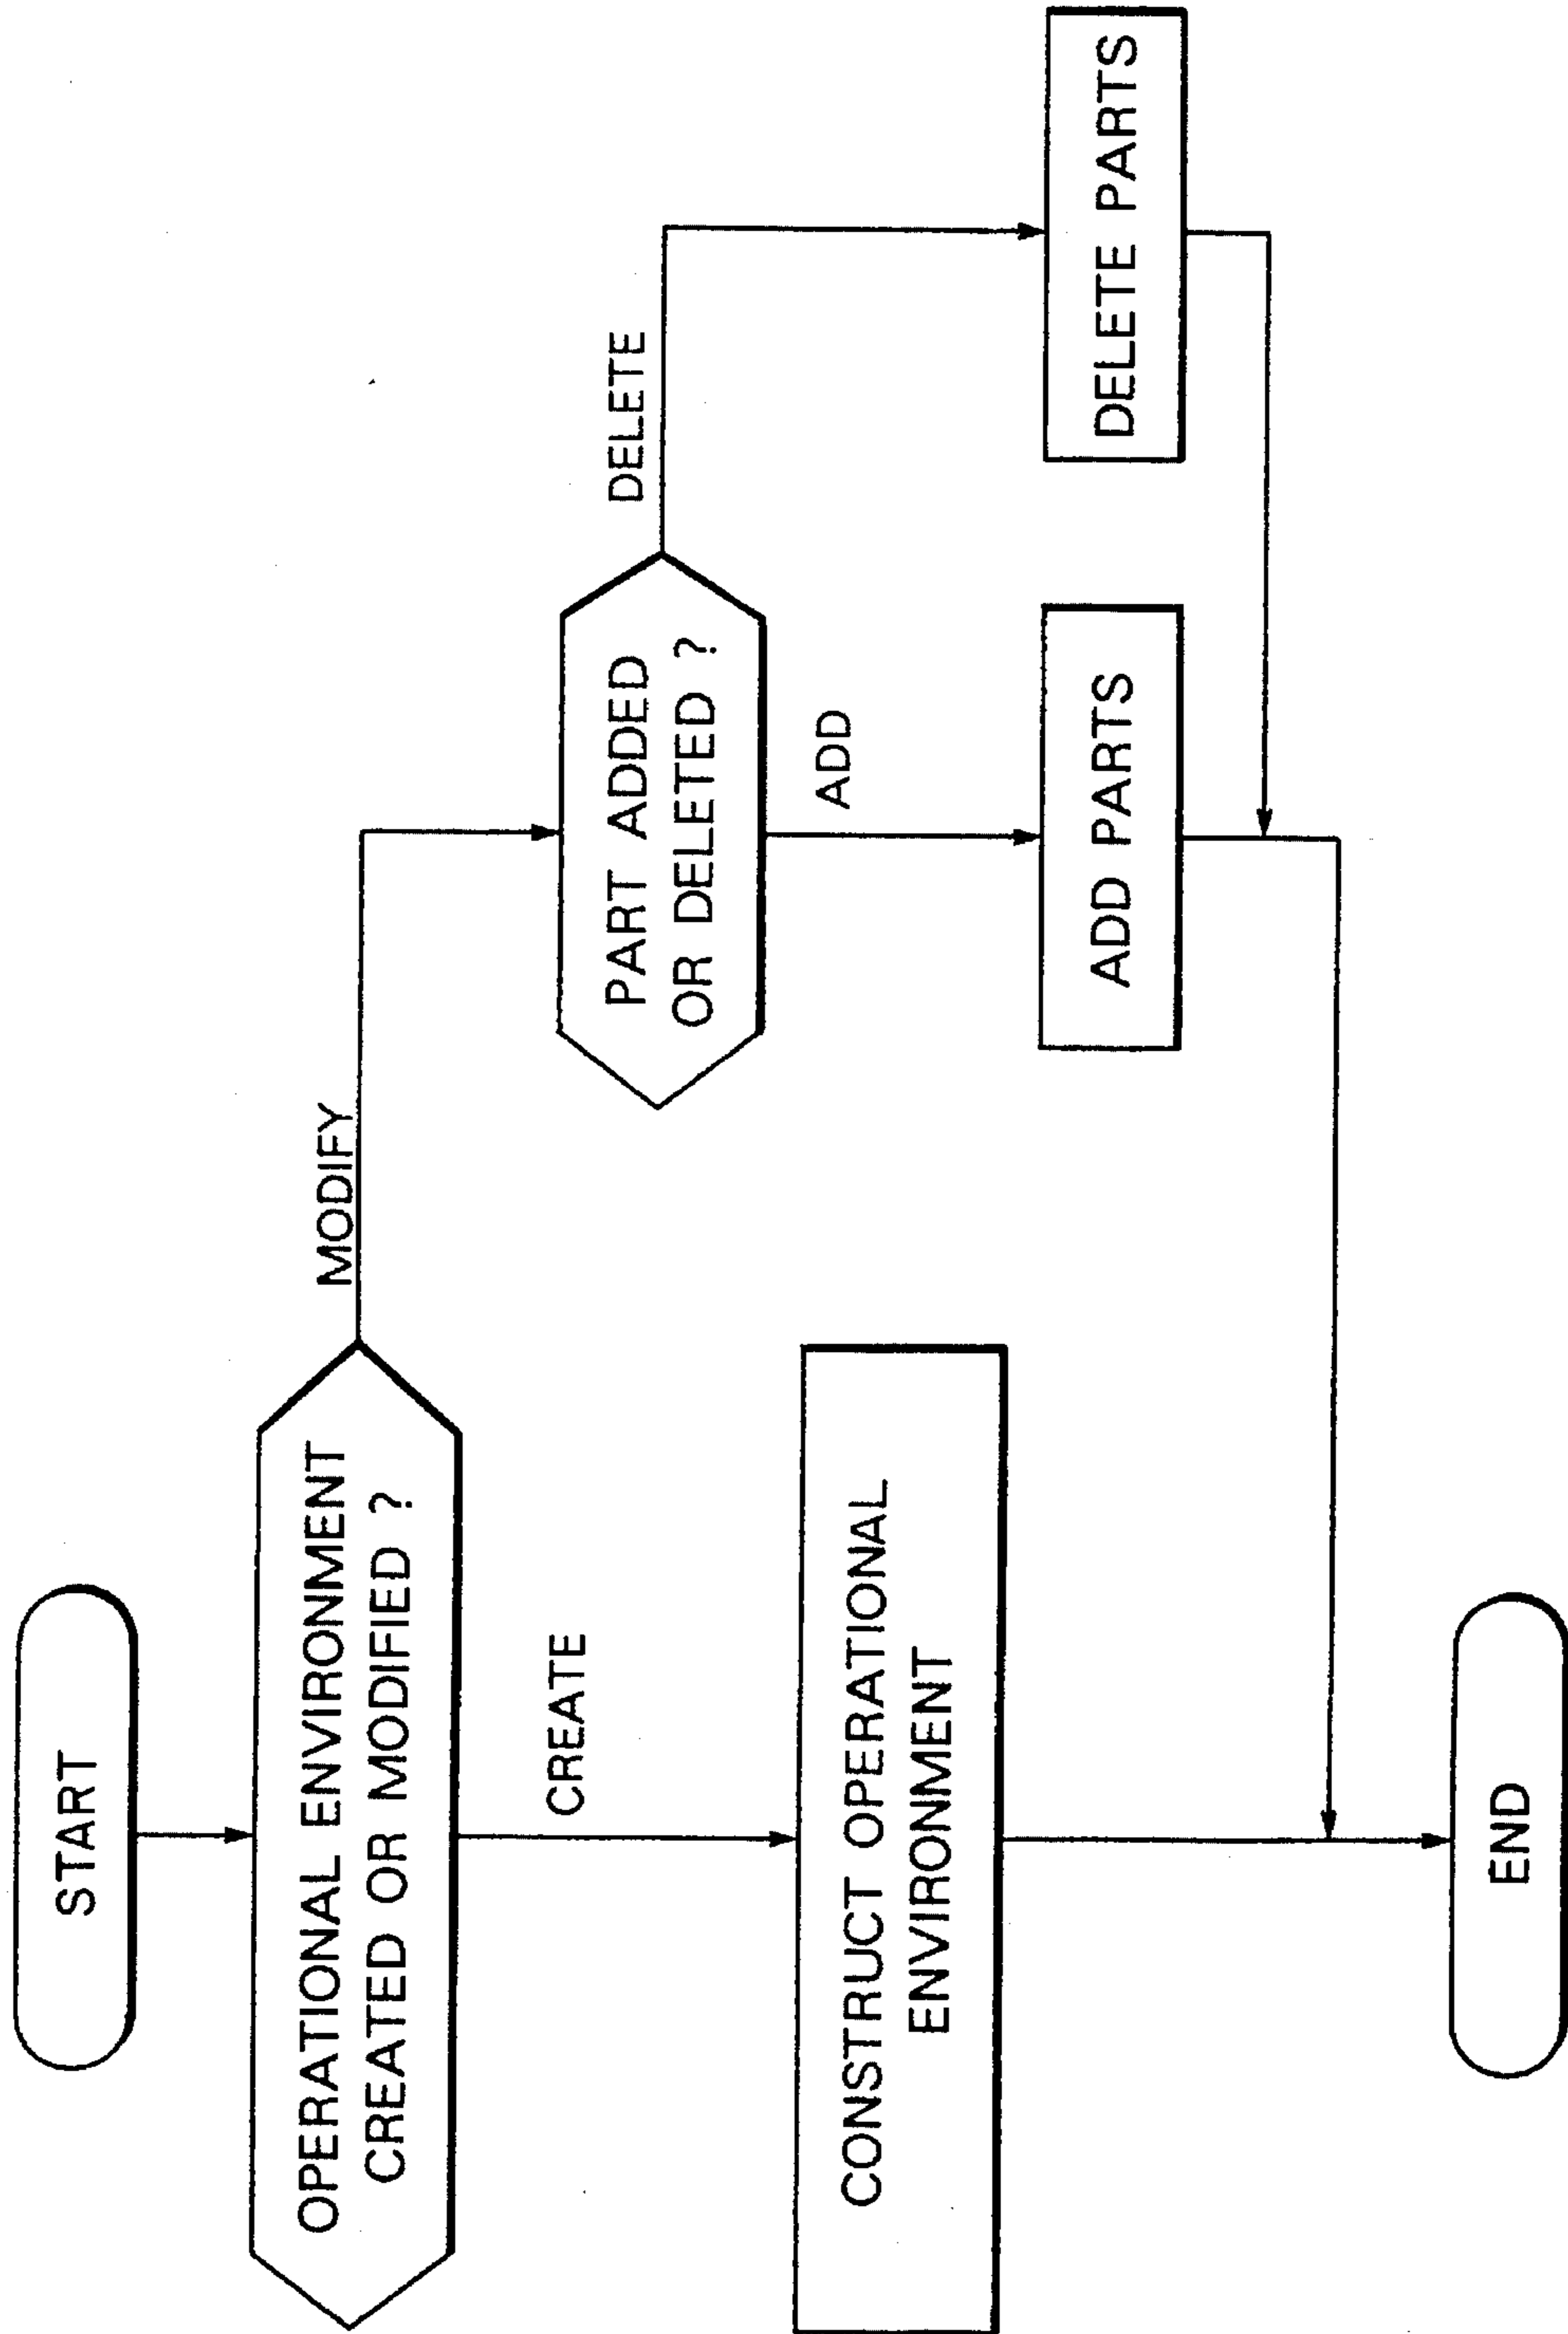 START
OPERATIONAL ENVIRONMENT
CREATED OR MODIFIED ?
MODIFY
CREATE
PART ADDED
OR DELETED ?
DELETE
ADD
CONSTRUCT OPERATIONAL
ENVIRONMENT
ADD PARTS
DELETE PARTS
END